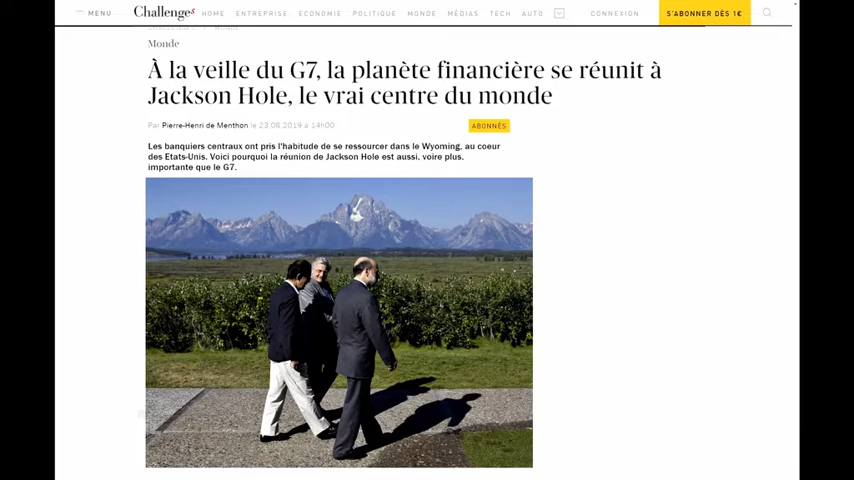 MENU
Challenges
HOME
ENTREPRISE
ECONOMIE
POLITIQUE
MONDE
MÉDIAS
TECH
AUTO
CONNEXION
S'ABONNER DÈS 1€
Monde
À la veille du G7, la planète financière se réunit à
Jackson Hole, le vrai centre du monde
Par Pierre-Henri de Menthon le 23.08.2019 à 14h00
ABONNÉS
Les banquiers centraux ont pris l'habitude de se ressourcer dans le Wyoming, au coeur
des Etats-Unis. Voici pourquoi la réunion de Jackson Hole est aussi, voire plus,
importante que le G7.